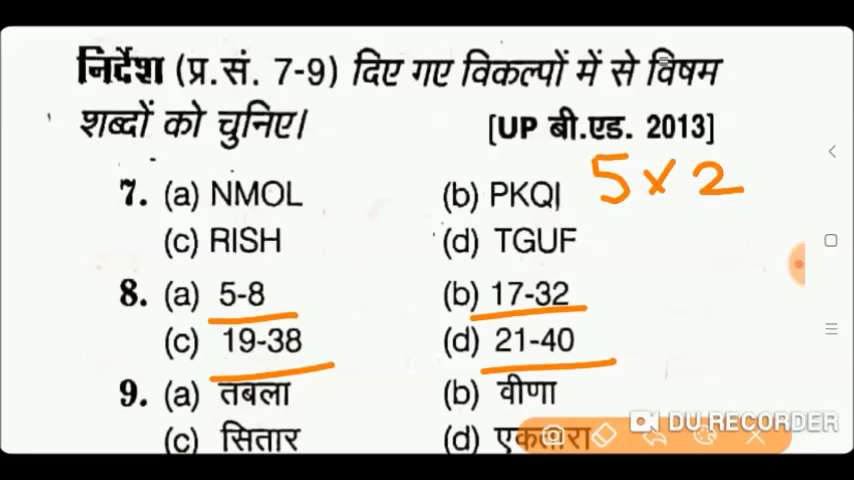 निर्देश (प्र.सं. 7-9) दिए गए विकल्पों में से विषम
शब्दों को चुनिए। [UP बी.एड. 2013]
5 x 2
7. (a) NMOL (b) PKQI
(c) RISH (d) TGUF
8. (a) 5-8 (b) 17-32
(c) 19-38 (d) 21-40
9. (a) तबला (b) वीणा
DU RECORDER
(c) सितार (d) एकतारा